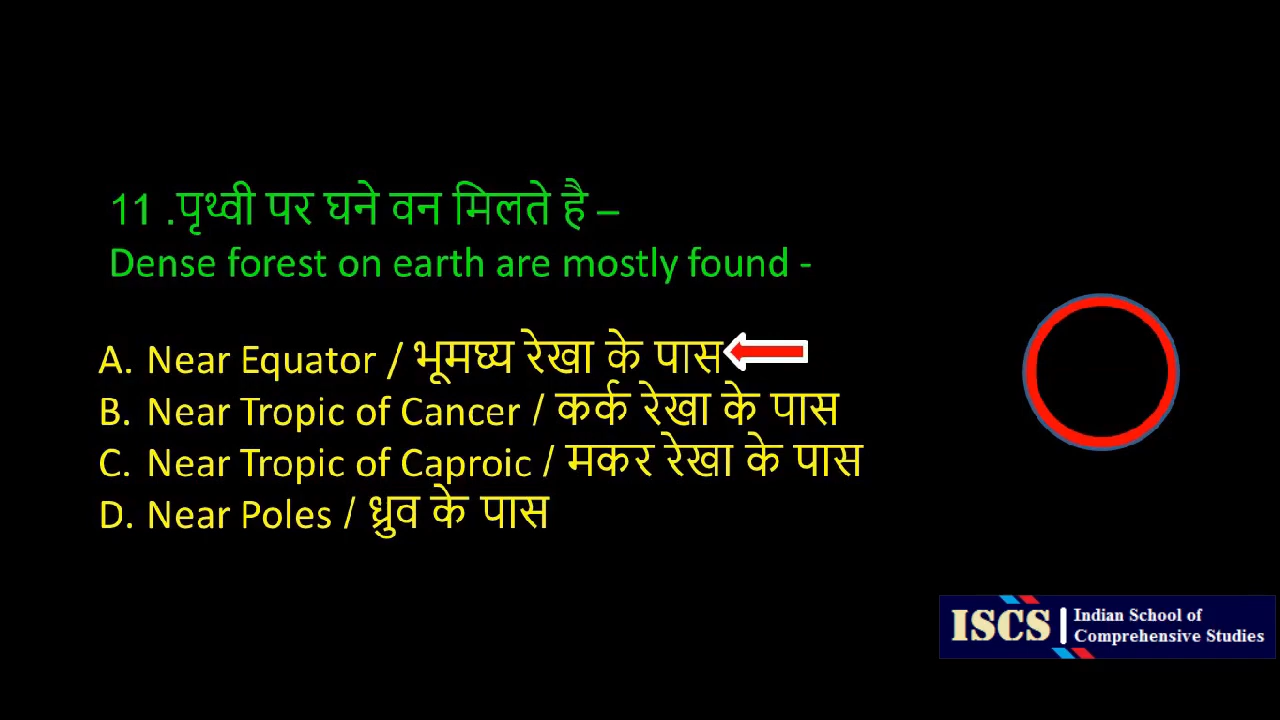 11 .पृथ्वी पर घने वन मिलते है –
Dense forest on earth are mostly found -
A. Near Equator / भूमघ्य रेखा के पास
B. Near Tropic of Cancer / कर्क रेखा के पास
C. Near Tropic of Caproic / मकर रेखा के पास
D. Near Poles / ध्रुव के पास
ISCS
Indian School of
Comprehensive Studies